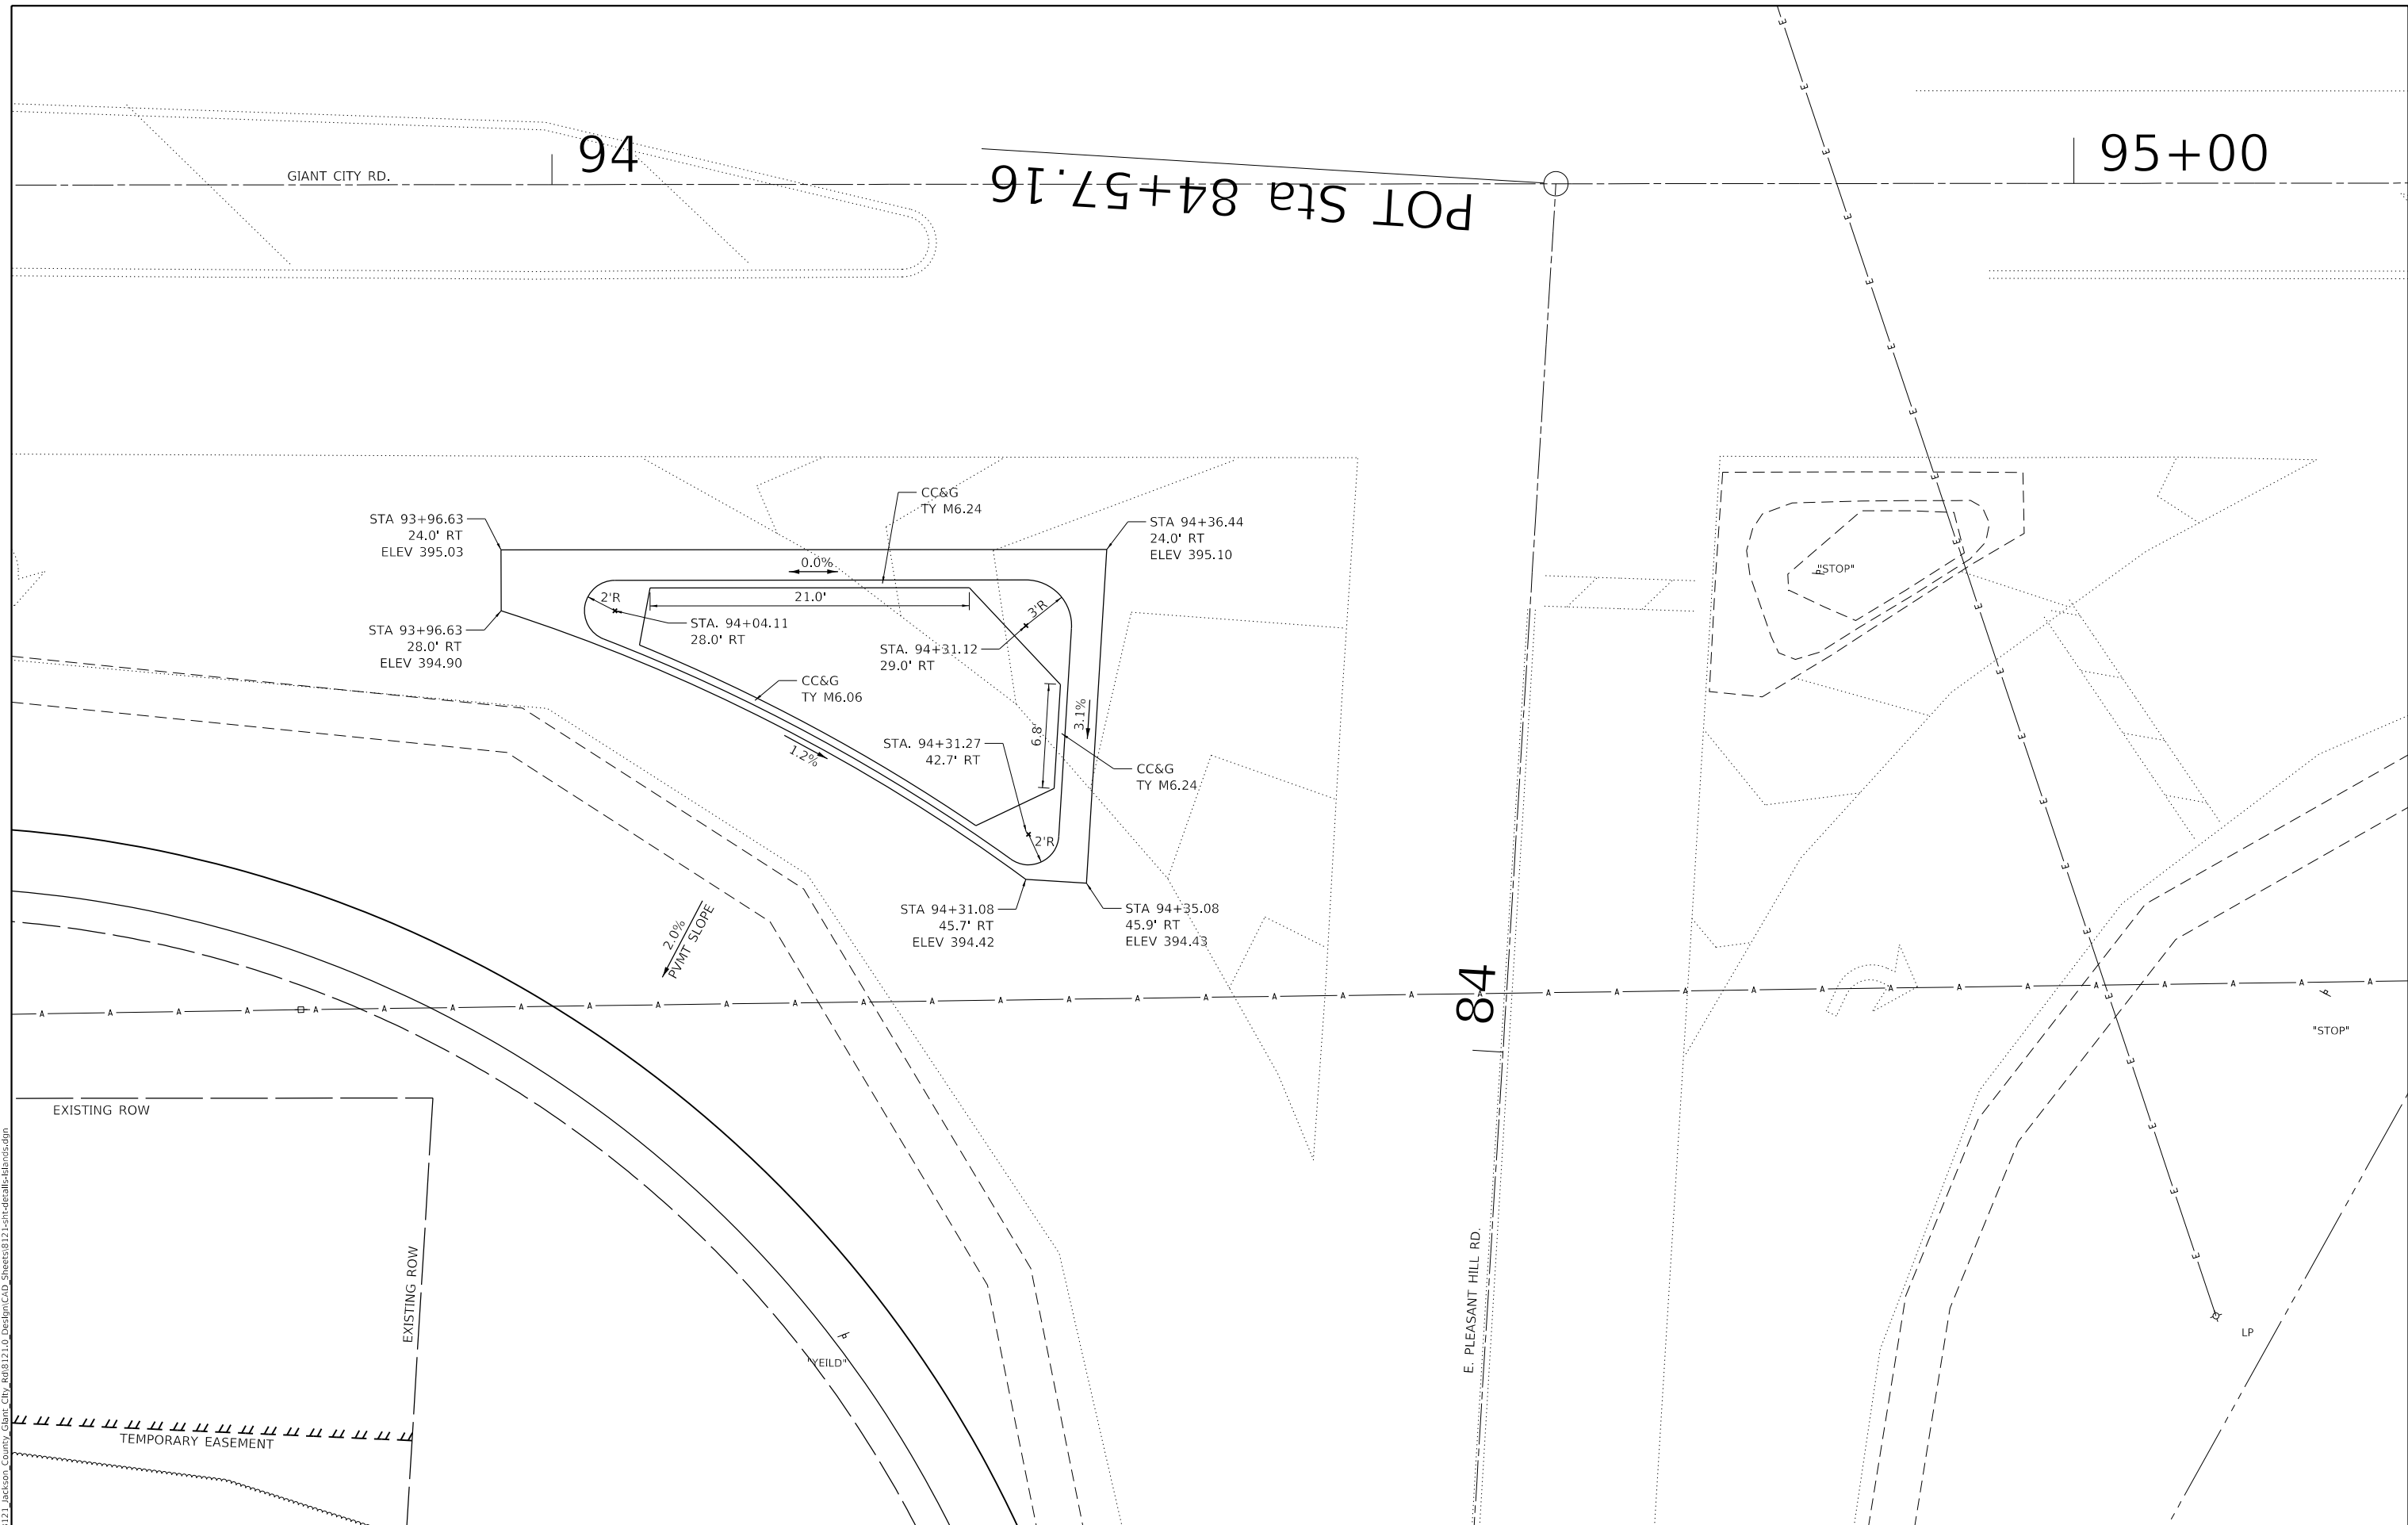 94
95+00
GIANT CITY RD.
POT Sta 84+57.16
CC&G
TY M6.24
STA 93+96.63
24.0' RT
ELEV 395.03
STA 94+36.44
24.0' RT
ELEV 395.10
0.0%
21.0'
2'R
3'R
"STOP"
STA. 94+04.11
28.0' RT
STA 93+96.63
28.0' RT
ELEV 394.90
STA. 94+31.12
29.0' RT
CC&G
TY M6.06
6.8'
3.1%
1.2%
STA. 94+31.27
42.7' RT
CC&G
TY M6.24
2'R
STA 94+31.08
45.7' RT
ELEV 394.42
STA 94+35.08
45.9' RT
ELEV 394.43
2.0%
PVMT SLOPE
84
"STOP"
EXISTING ROW
EXISTING ROW
E. PLEASANT HILL RD.
LP
"YEILD"
TEMPORARY EASEMENT
A A A A A A A A A A A A A A A A A A A A A A A A A A A A A A A A A A A
E E E E E E E E E E E E E E E E E E E E